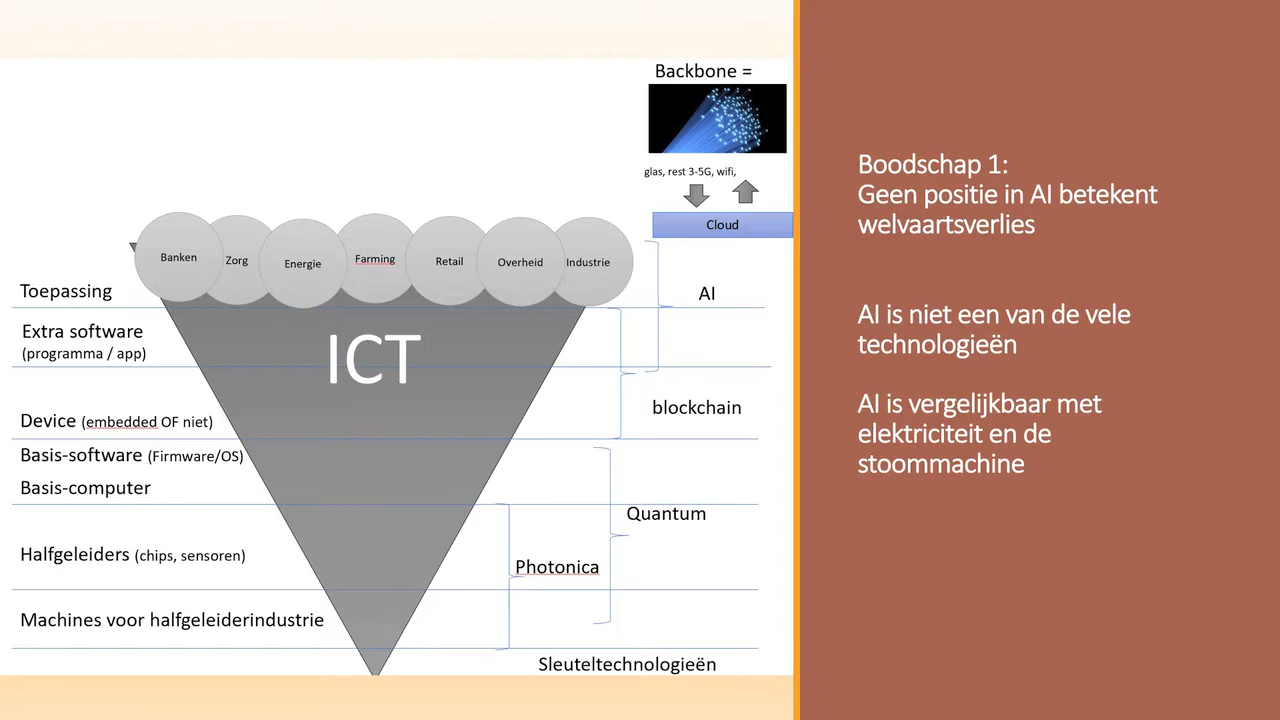 Backbone =
glas, rest 3-5G, wifi,
Cloud
Banken
Zorg
Energie
Farming
Retail
Overheid
Industrie
Toepassing
AI
Extra software
(programma / app)
ICT
blockchain
Device (embedded OF niet)
Basis-software (Firmware/OS)
Basis-computer
Quantum
Halfgeleiders (chips, sensoren)
Photonica
Machines voor halfgeleiderindustrie
Sleuteltechnologieën
Boodschap 1:
Geen positie in AI betekent
welvaartsverlies
AI is niet een van de vele
technologieën
AI is vergelijkbaar met
elektriciteit en de
stoommachine